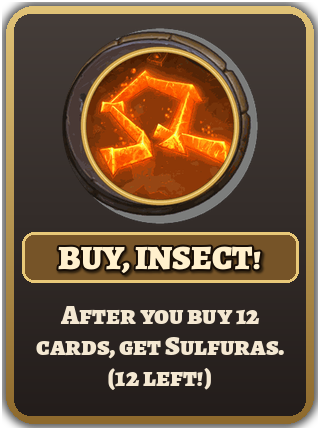 BUY, INSECT!
AFTER YOU BUY 12
CARDS, GET SULFURAS.
(12 LEFT!)